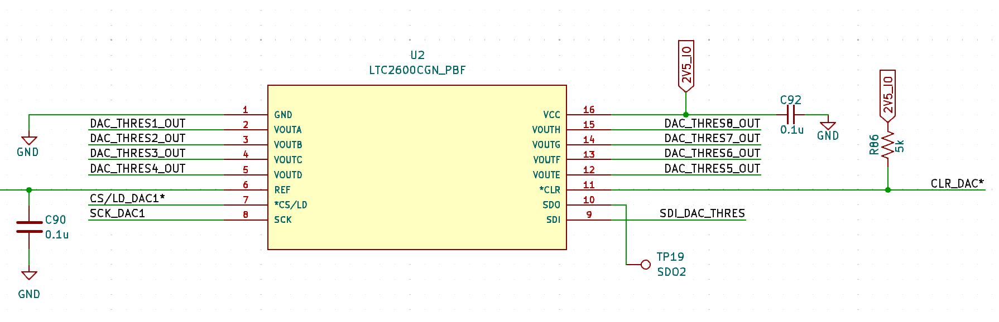 U2
LTC2600CGN_PBF
2V5_IO
2V5_IO
C92
0.1u
GND
R86
5k
1
GND
VCC
16
DAC_THRES1_OUT
2
VOUTA
VOUTH
15
DAC_THRES8_OUT
DAC_THRES2_OUT
3
VOUTB
VOUTG
14
DAC_THRES7_OUT
GND
DAC_THRES3_OUT
4
VOUTC
VOUTF
13
DAC_THRES6_OUT
DAC_THRES4_OUT
5
VOUTD
VOUTE
12
DAC_THRES5_OUT
6
REF
*CLR
11
CLR_DAC*
CS/LD_DAC1*
7
*CS/LD
SDO
10
SCK_DAC1
8
SCK
SDI
9
SDI_DAC_THRES
C90
0.1u
GND
TP19
SDO2